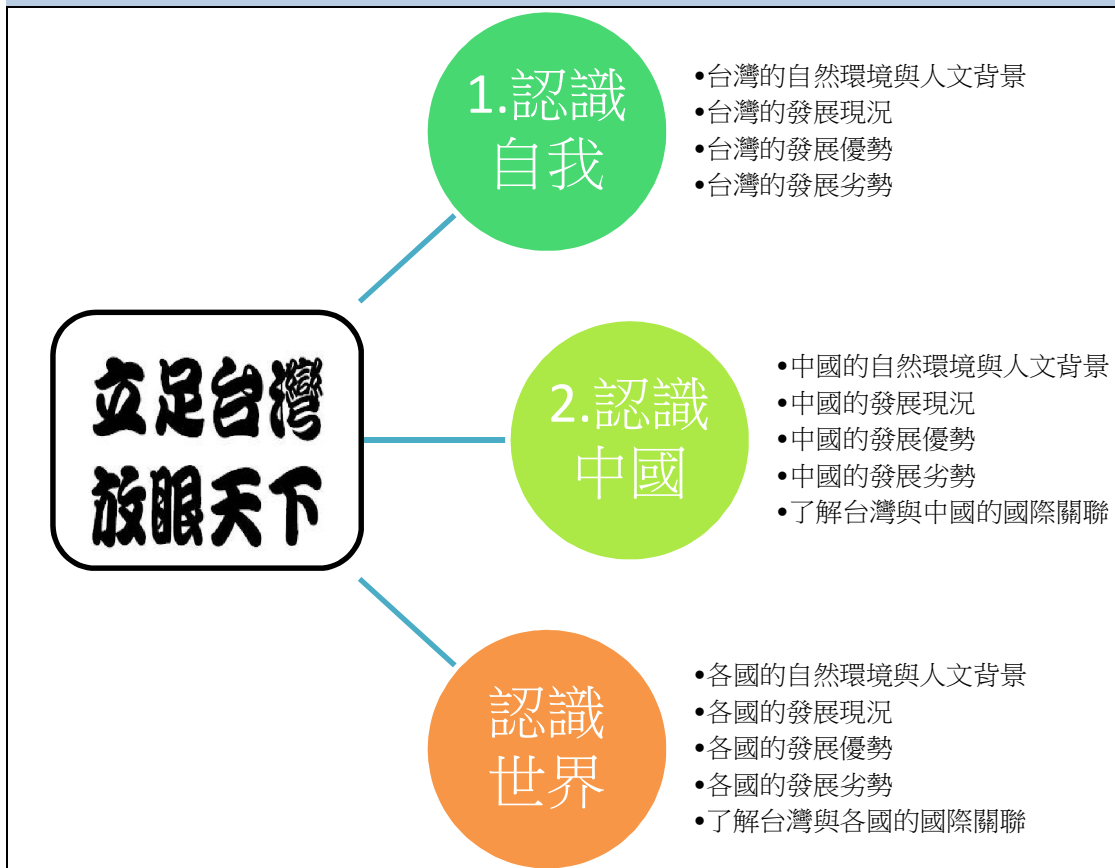 1.認識
自我
•台灣的自然環境與人文背景
•台灣的發展現況
•台灣的發展優勢
•台灣的發展劣勢
立足台灣
放眼天下
2.認識
中國
•中國的自然環境與人文背景
•中國的發展現況
•中國的發展優勢
•中國的發展劣勢
•了解台灣與中國的國際關聯
認識
世界
•各國的自然環境與人文背景
•各國的發展現況
•各國的發展優勢
•各國的發展劣勢
•了解台灣與各國的國際關聯